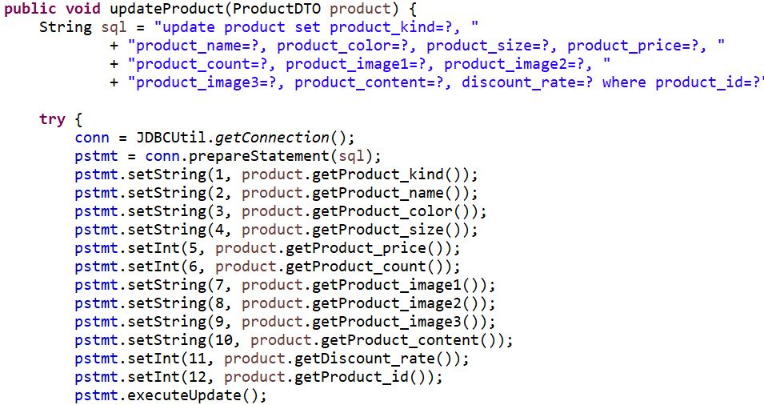 public void updateProduct(ProductDTO product) {
    String sql = "update product set product_kind=?, "
            + "product_name=?, product_color=?, product_size=?, product_price=?, "
            + "product_count=?, product_image1=?, product_image2=?, "
            + "product_image3=?, product_content=?, discount_rate=? where product_id=?"
    try {
        conn = JDBCUtil.getConnection();
        pstmt = conn.prepareStatement(sql);
        pstmt.setString(1, product.getProduct_kind());
        pstmt.setString(2, product.getProduct_name());
        pstmt.setString(3, product.getProduct_color());
        pstmt.setString(4, product.getProduct_size());
        pstmt.setInt(5, product.getProduct_price());
        pstmt.setInt(6, product.getProduct_count());
        pstmt.setString(7, product.getProduct_image1());
        pstmt.setString(8, product.getProduct_image2());
        pstmt.setString(9, product.getProduct_image3());
        pstmt.setString(10, product.getProduct_content());
        pstmt.setInt(11, product.getDiscount_rate());
        pstmt.setInt(12, product.getProduct_id());
        pstmt.executeUpdate();